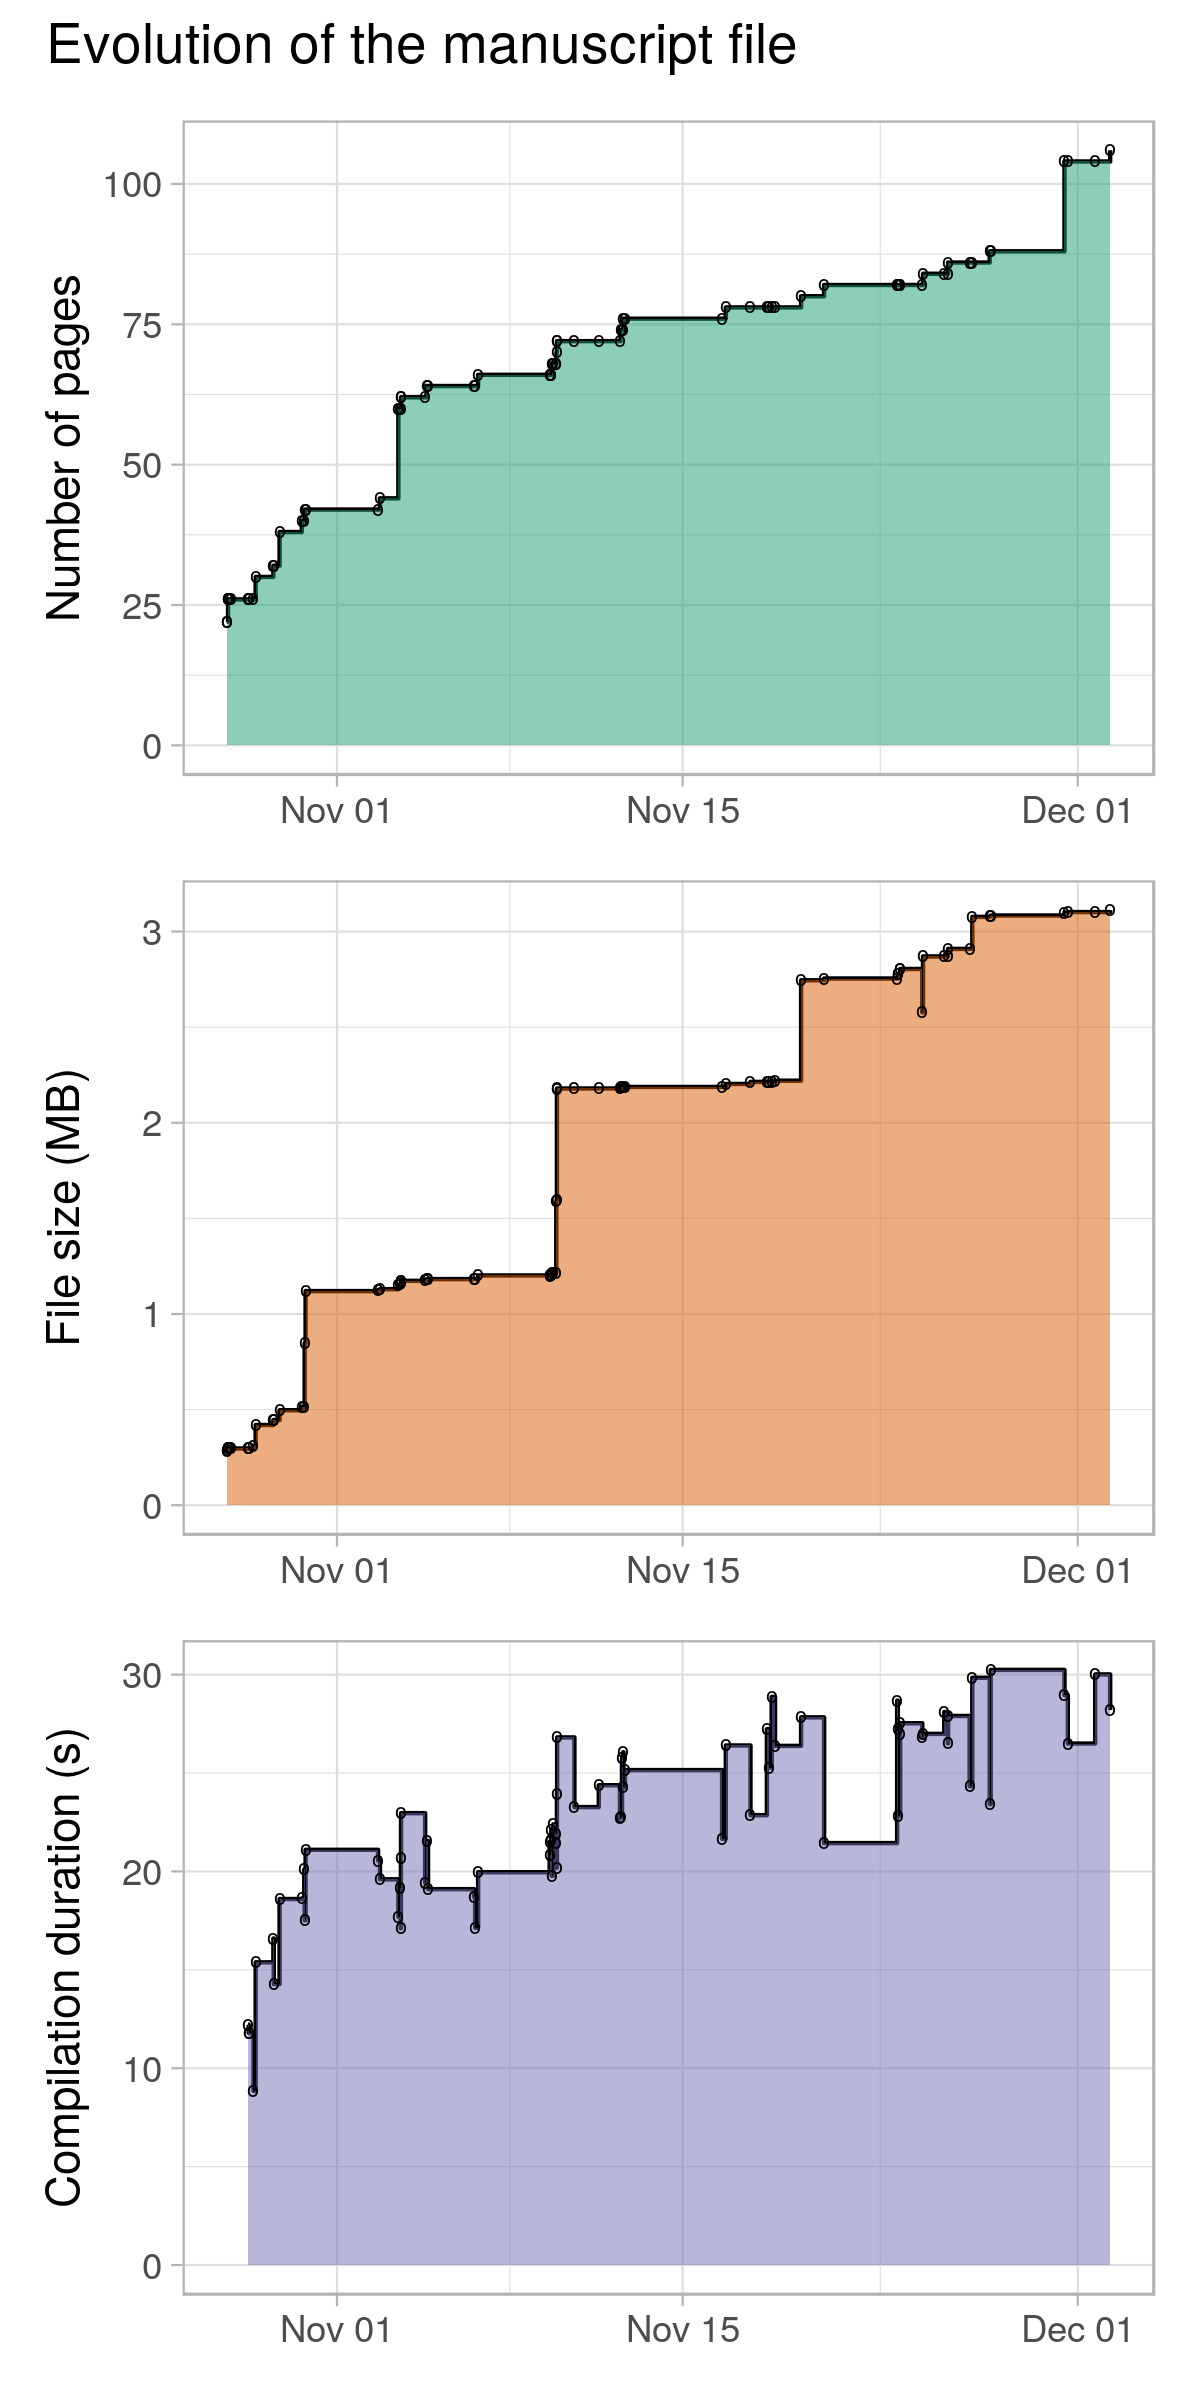 Evolution of the manuscript file
Number of pages
100
75
50
25
0
Nov 01 Nov 15 Dec 01
File size (MB)
3
2
1
0
Nov 01 Nov 15 Dec 01
Compilation duration (s)
30
20
10
0
Nov 01 Nov 15 Dec 01